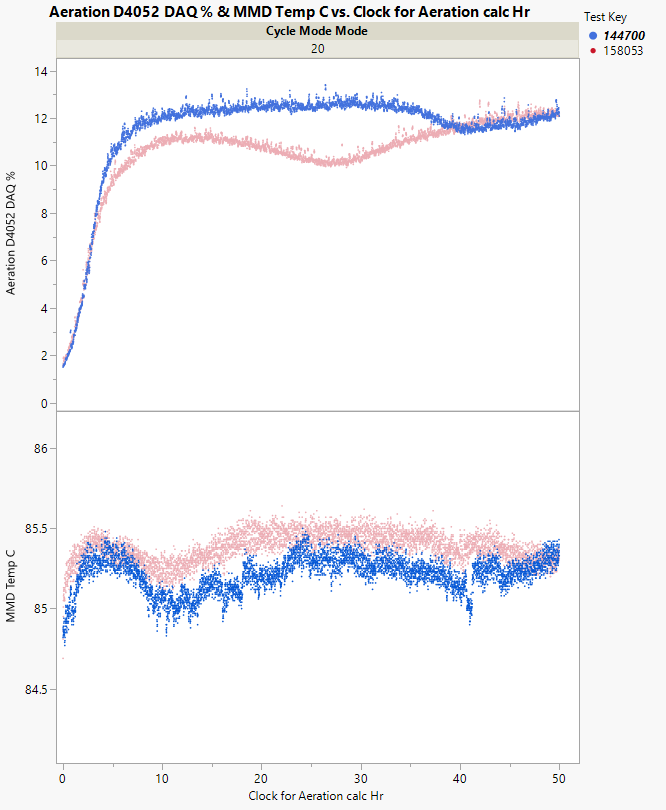 Aeration D4052 DAQ % & MMD Temp C vs. Clock for Aeration calc Hr
Cycle Mode Mode
20
Test Key
144700
158053
Aeration D4052 DAQ %
14
12
10
8
6
4
2
0
MMD Temp C
86
85.5
85
84.5
0 10 20 30 40 50
Clock for Aeration calc Hr